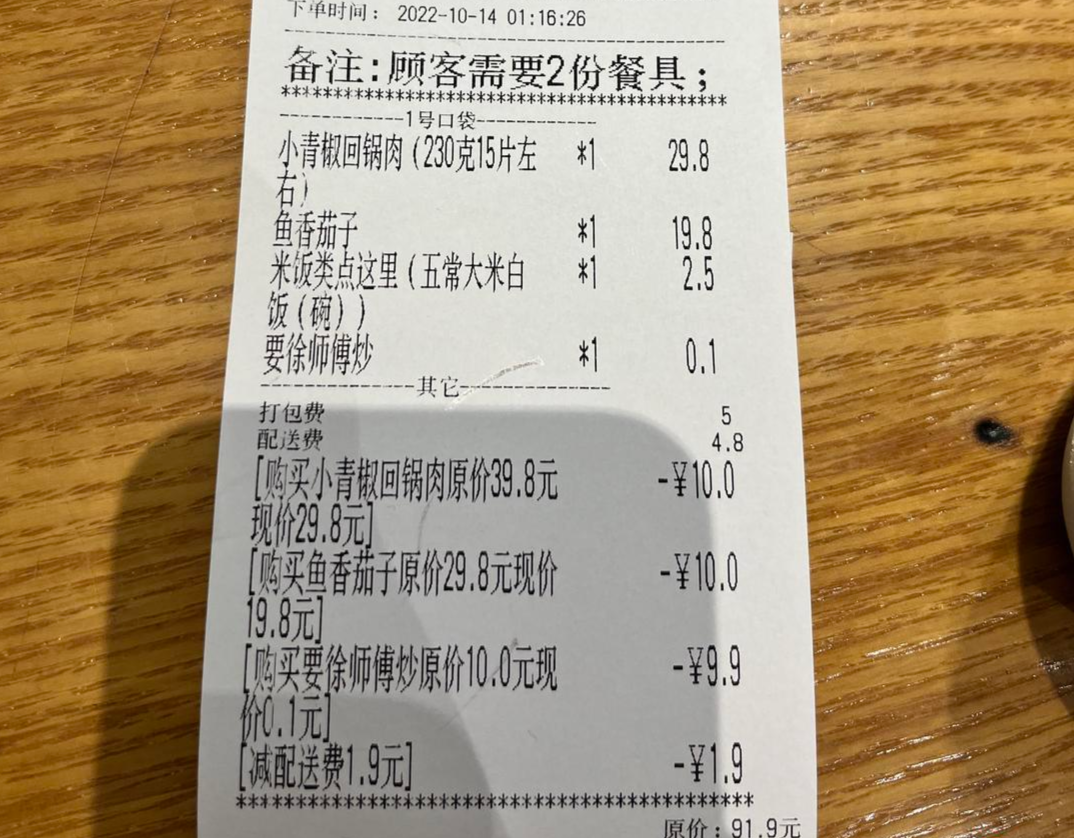 下单时间： 2022-10-14 01:16:26
备注:顾客需要2份餐具;
******************************************
------------1号口袋------------
小青椒回锅肉(230克15片左 *1 29.8
右)
鱼香茄子 *1 19.8
米饭类点这里(五常大米白 *1 2.5
饭(碗))
要徐师傅炒 *1 0.1
---------------其它---------------
打包费 5
配送费 4.8
[购买小青椒回锅肉原价39.8元 -¥10.0
现价29.8元]
[购买鱼香茄子原价29.8元现价 -¥10.0
19.8元]
[购买要徐师傅炒原价10.0元现 -¥9.9
价0.1元]
[减配送费1.9元] -¥1.9
******************************************
原价：91.9元